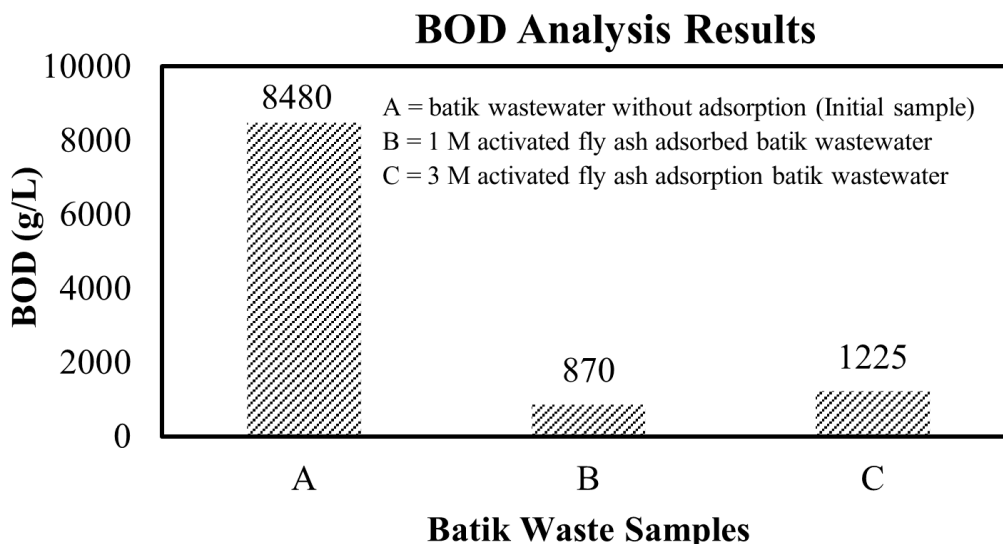 BOD Analysis Results
10000
8000
6000
4000
2000
0
BOD (g/L)
8480
870
1225
A = batik wastewater without adsorption (Initial sample)
B = 1 M activated fly ash adsorbed batik wastewater
C = 3 M activated fly ash adsorption batik wastewater
A
B
C
Batik Waste Samples